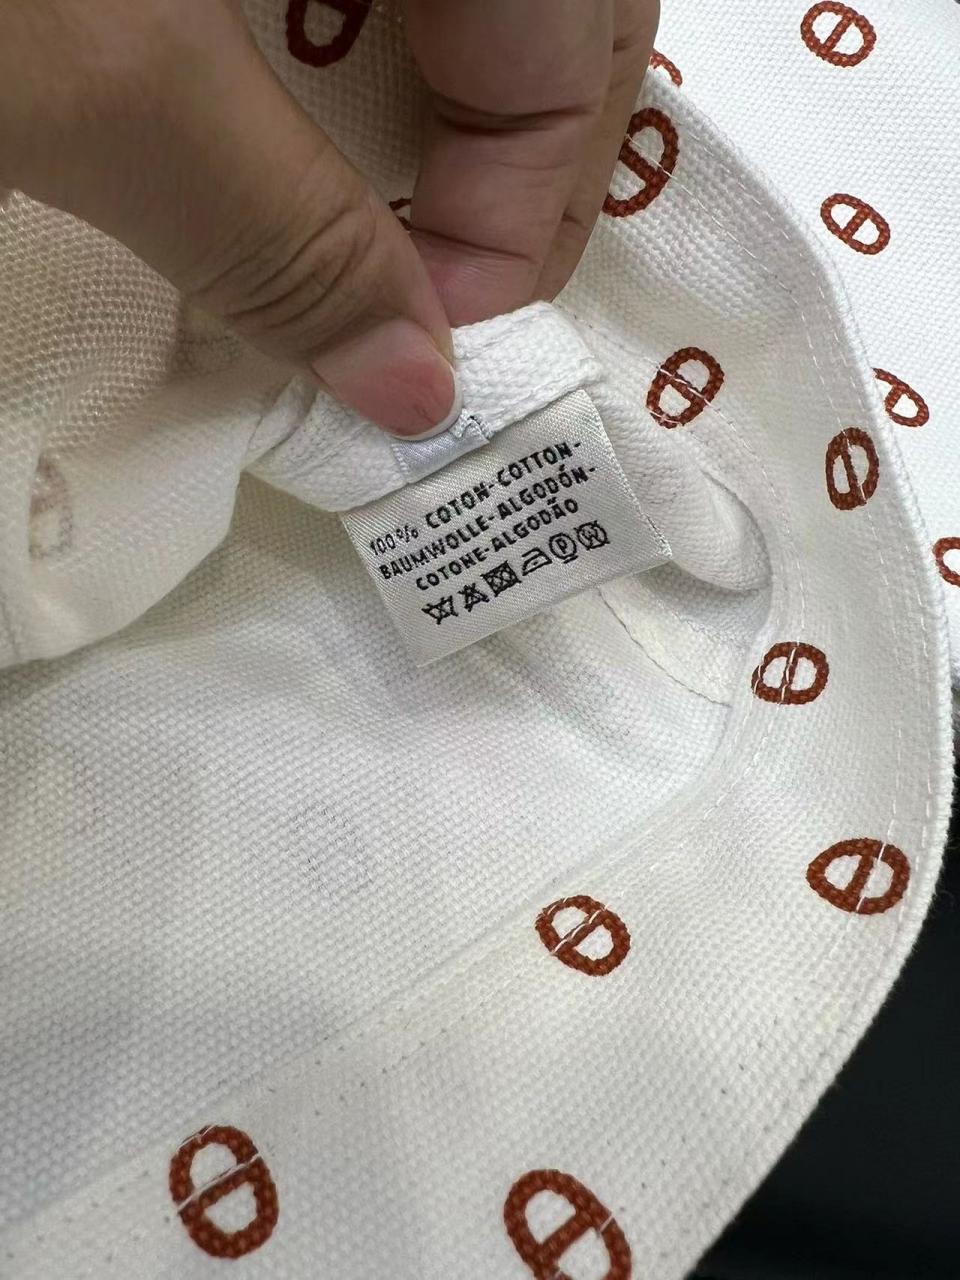 100% COTON-COTTON-
BAUMWOLLE-ALGODÓN-
COTONE-ALGODÃO
P W